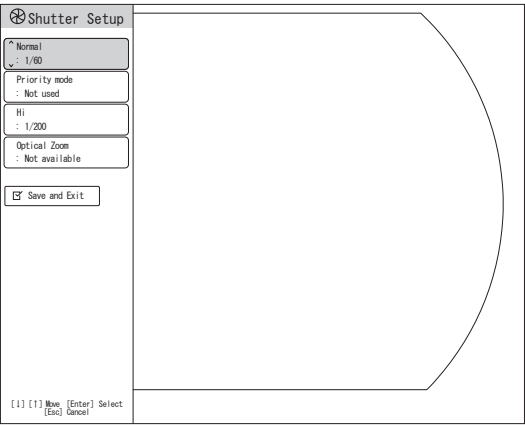 Shutter Setup
Normal
: 1/60
Priority mode
: Not used
Hi
: 1/200
Optical Zoom
: Not available
Save and Exit
[↓] [↑] Move [Enter] Select
[Esc] Cancel